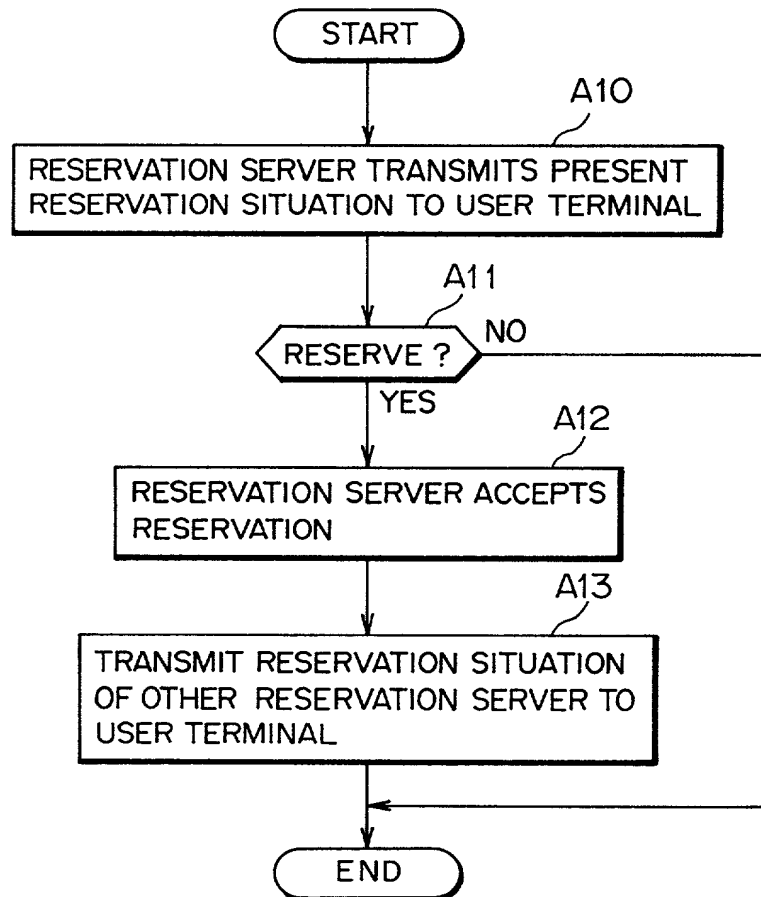 START
A10
RESERVATION SERVER TRANSMITS PRESENT
RESERVATION SITUATION TO USER TERMINAL
A11
RESERVE ?
NO
YES
A12
RESERVATION SERVER ACCEPTS
RESERVATION
A13
TRANSMIT RESERVATION SITUATION
OF OTHER RESERVATION SERVER TO
USER TERMINAL
END